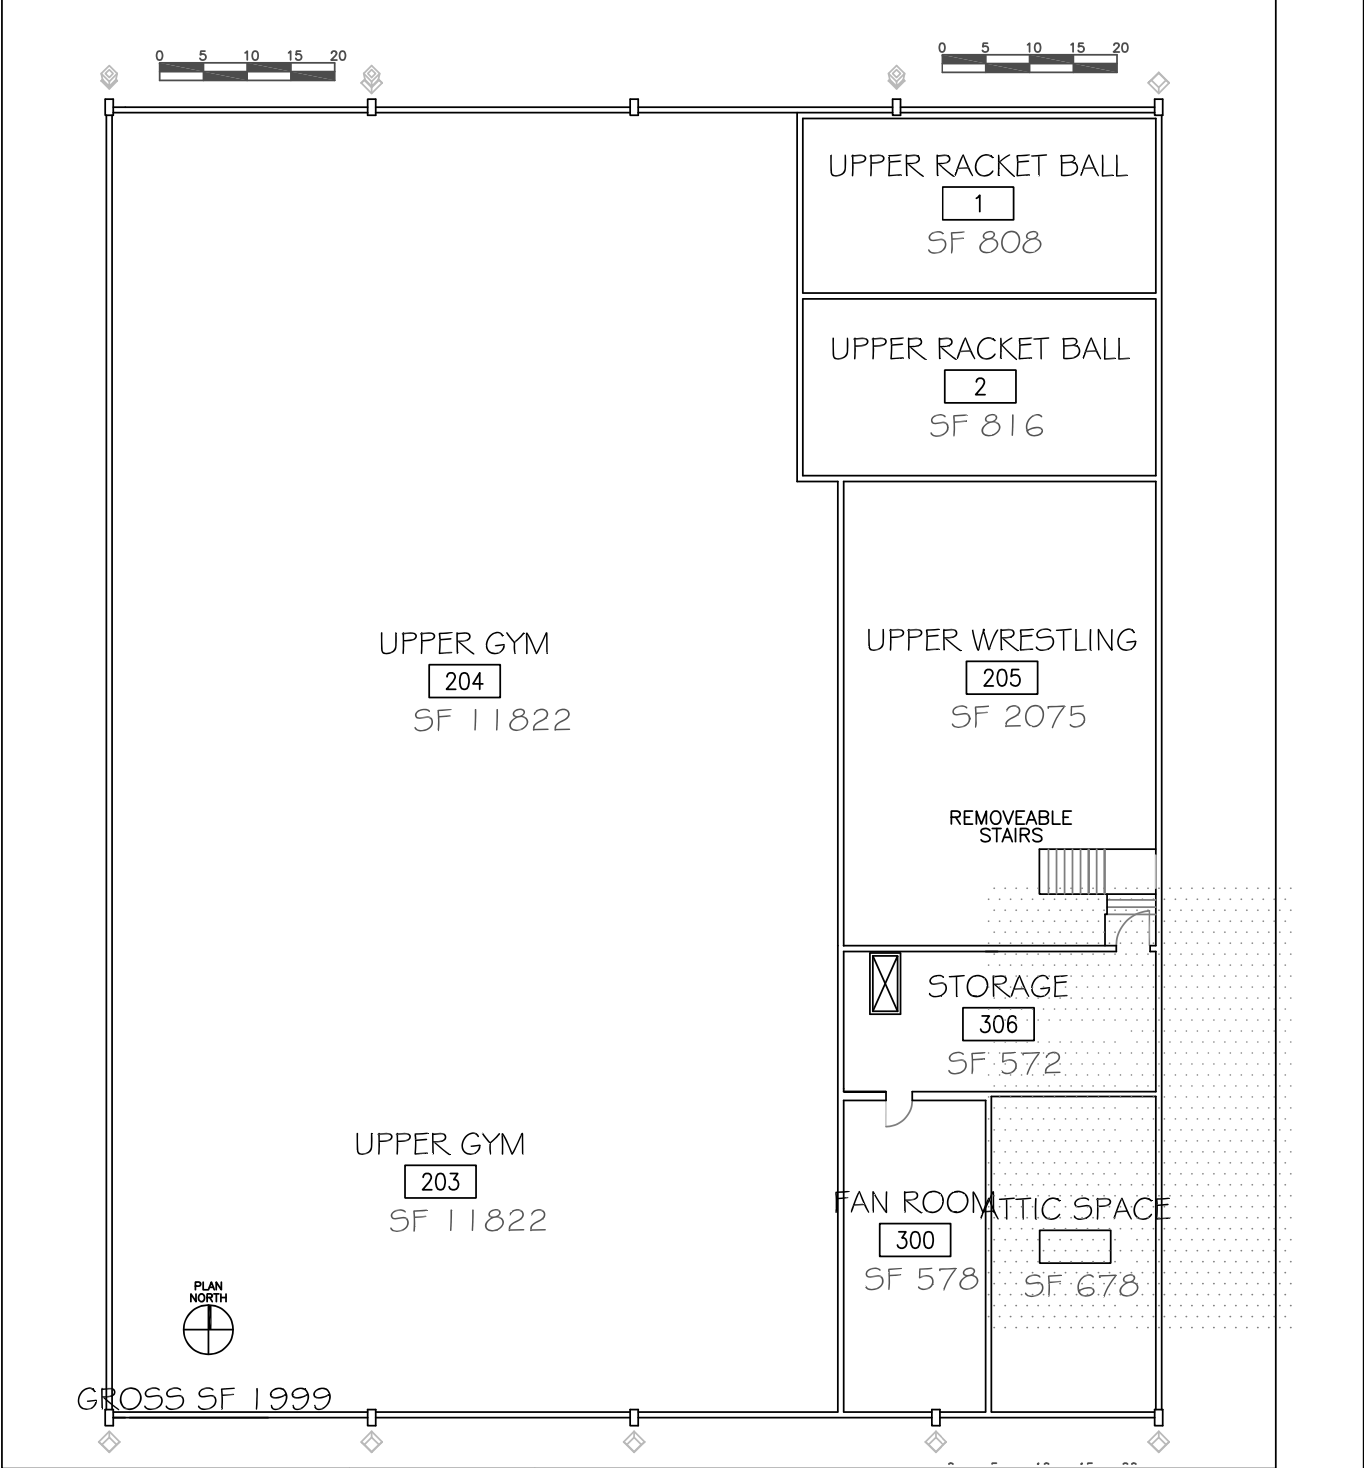 0 5 10 15 20
0 5 10 15 20
UPPER RACKET BALL
1
SF 808
UPPER RACKET BALL
2
SF 816
UPPER GYM
204
SF 11822
UPPER WRESTLING
205
SF 2075
REMOVEABLE
STAIRS
STORAGE
306
SF 572
UPPER GYM
203
SF 11822
FAN ROOM
300
SF 578
ATTIC SPACE
SF 678
PLAN
NORTH
GROSS SF 1999